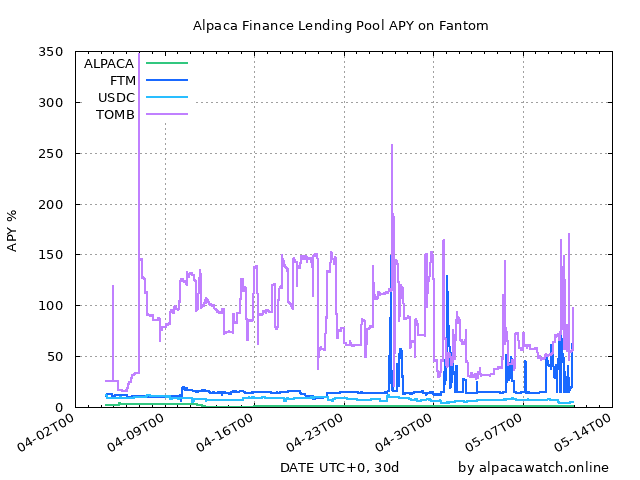 Alpaca Finance Lending Pool APY on Fantom
350
300
250
200
150
100
50
0
APY %
ALPACA
FTM
USDC
TOMB
04-02T00
04-09T00
04-16T00
04-23T00
04-30T00
05-07T00
05-14T00
DATE UTC+0, 30d
by alpacawatch.online